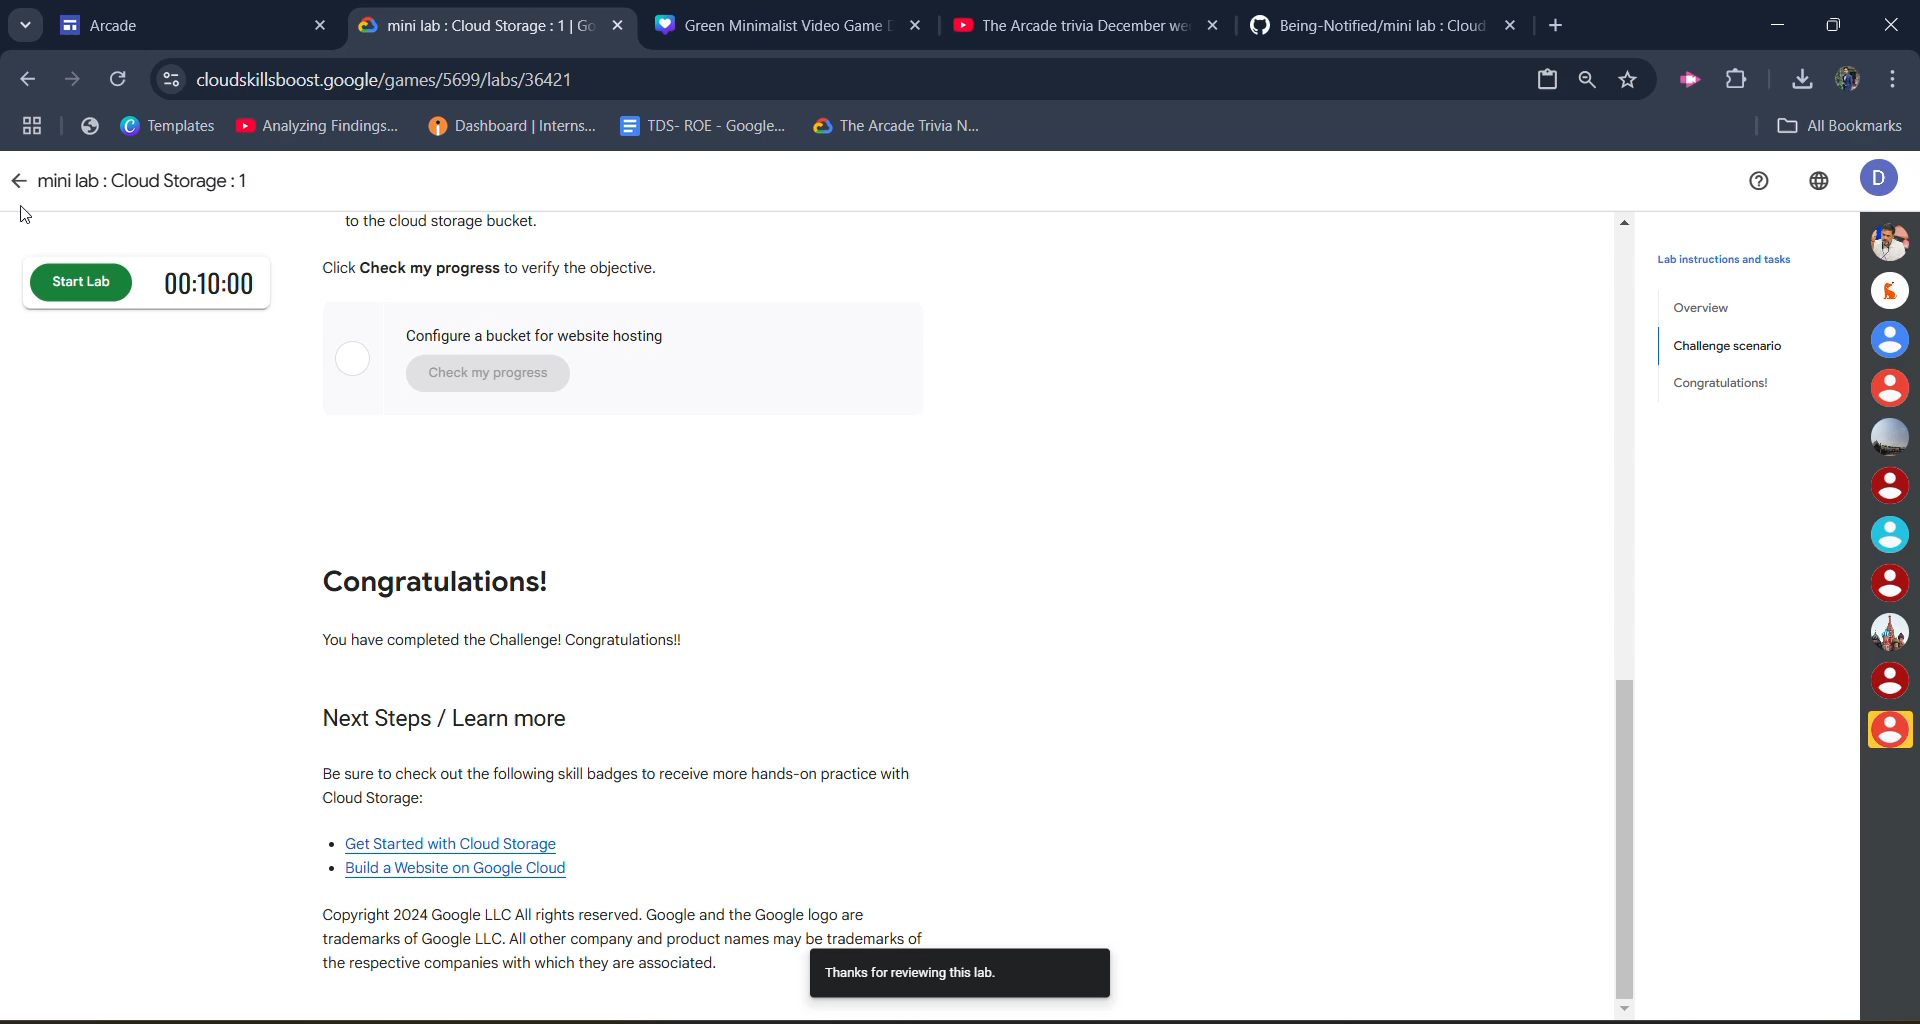 Arcade
mini lab : Cloud Storage : 1 | Go
Green Minimalist Video Game
The Arcade trivia December we
Being-Notified/mini lab : Cloud
cloudskillsboost.google/games/5699/labs/36421
Templates
Analyzing Findings...
Dashboard | Interns...
TDS- ROE - Google...
The Arcade Trivia N...
All Bookmarks
mini lab : Cloud Storage : 1
D
to the cloud storage bucket.
Click Check my progress to verify the objective.
Start Lab
00:10:00
Configure a bucket for website hosting
Check my progress
Lab instructions and tasks
Overview
Challenge scenario
Congratulations!
Congratulations!
You have completed the Challenge! Congratulations!!
Next Steps / Learn more
Be sure to check out the following skill badges to receive more hands-on practice with
Cloud Storage:
• Get Started with Cloud Storage
• Build a Website on Google Cloud
Copyright 2024 Google LLC All rights reserved. Google and the Google logo are
trademarks of Google LLC. All other company and product names may be trademarks of
the respective companies with which they are associated.
Thanks for reviewing this lab.